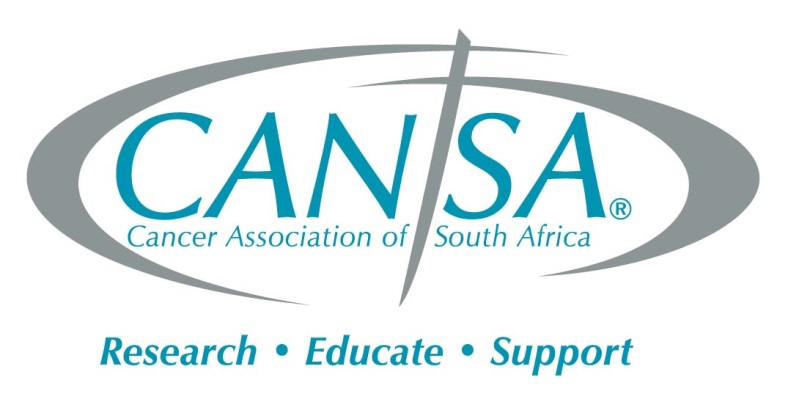 CANSA®
Cancer Association of South Africa
Research • Educate • Support